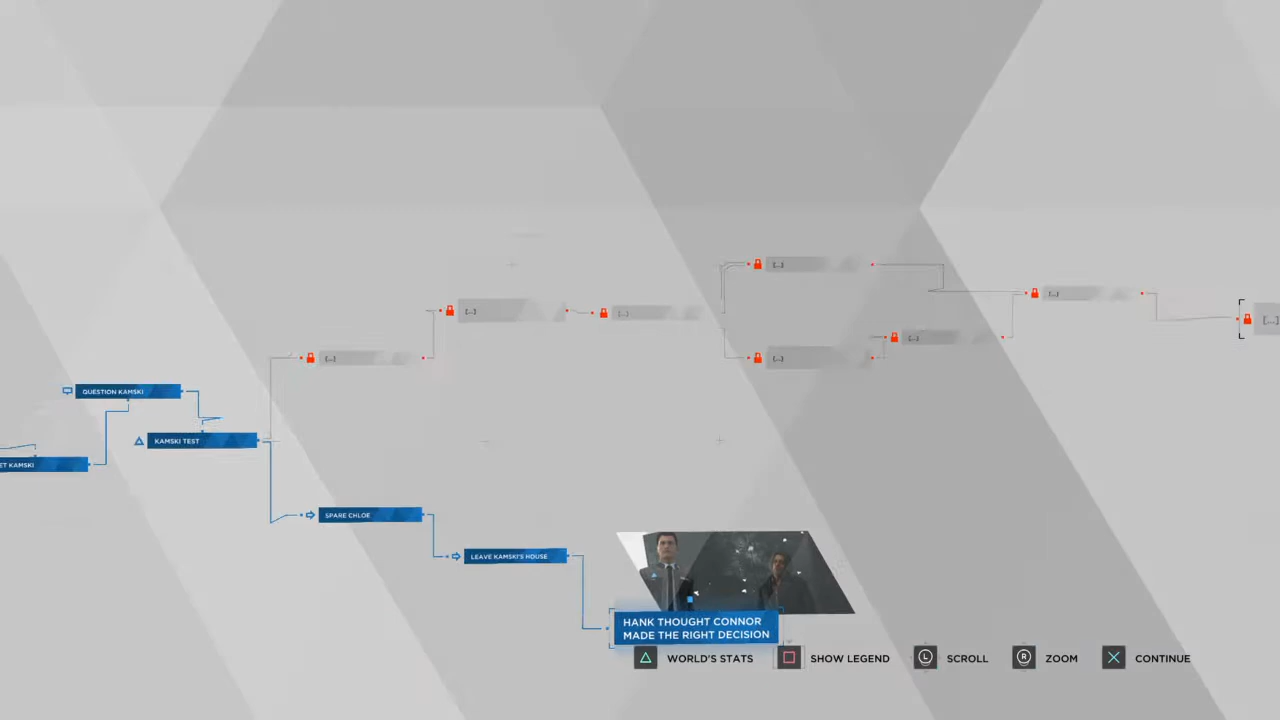 [...]
[...]
[...]
[...]
[...]
[...]
[...]
[...]
QUESTION KAMSKI
KAMSKI TEST
ET KAMSKI
SPARE CHLOE
LEAVE KAMSKI'S HOUSE
HANK THOUGHT CONNOR
MADE THE RIGHT DECISION
WORLD'S STATS
SHOW LEGEND
L
SCROLL
R
ZOOM
CONTINUE